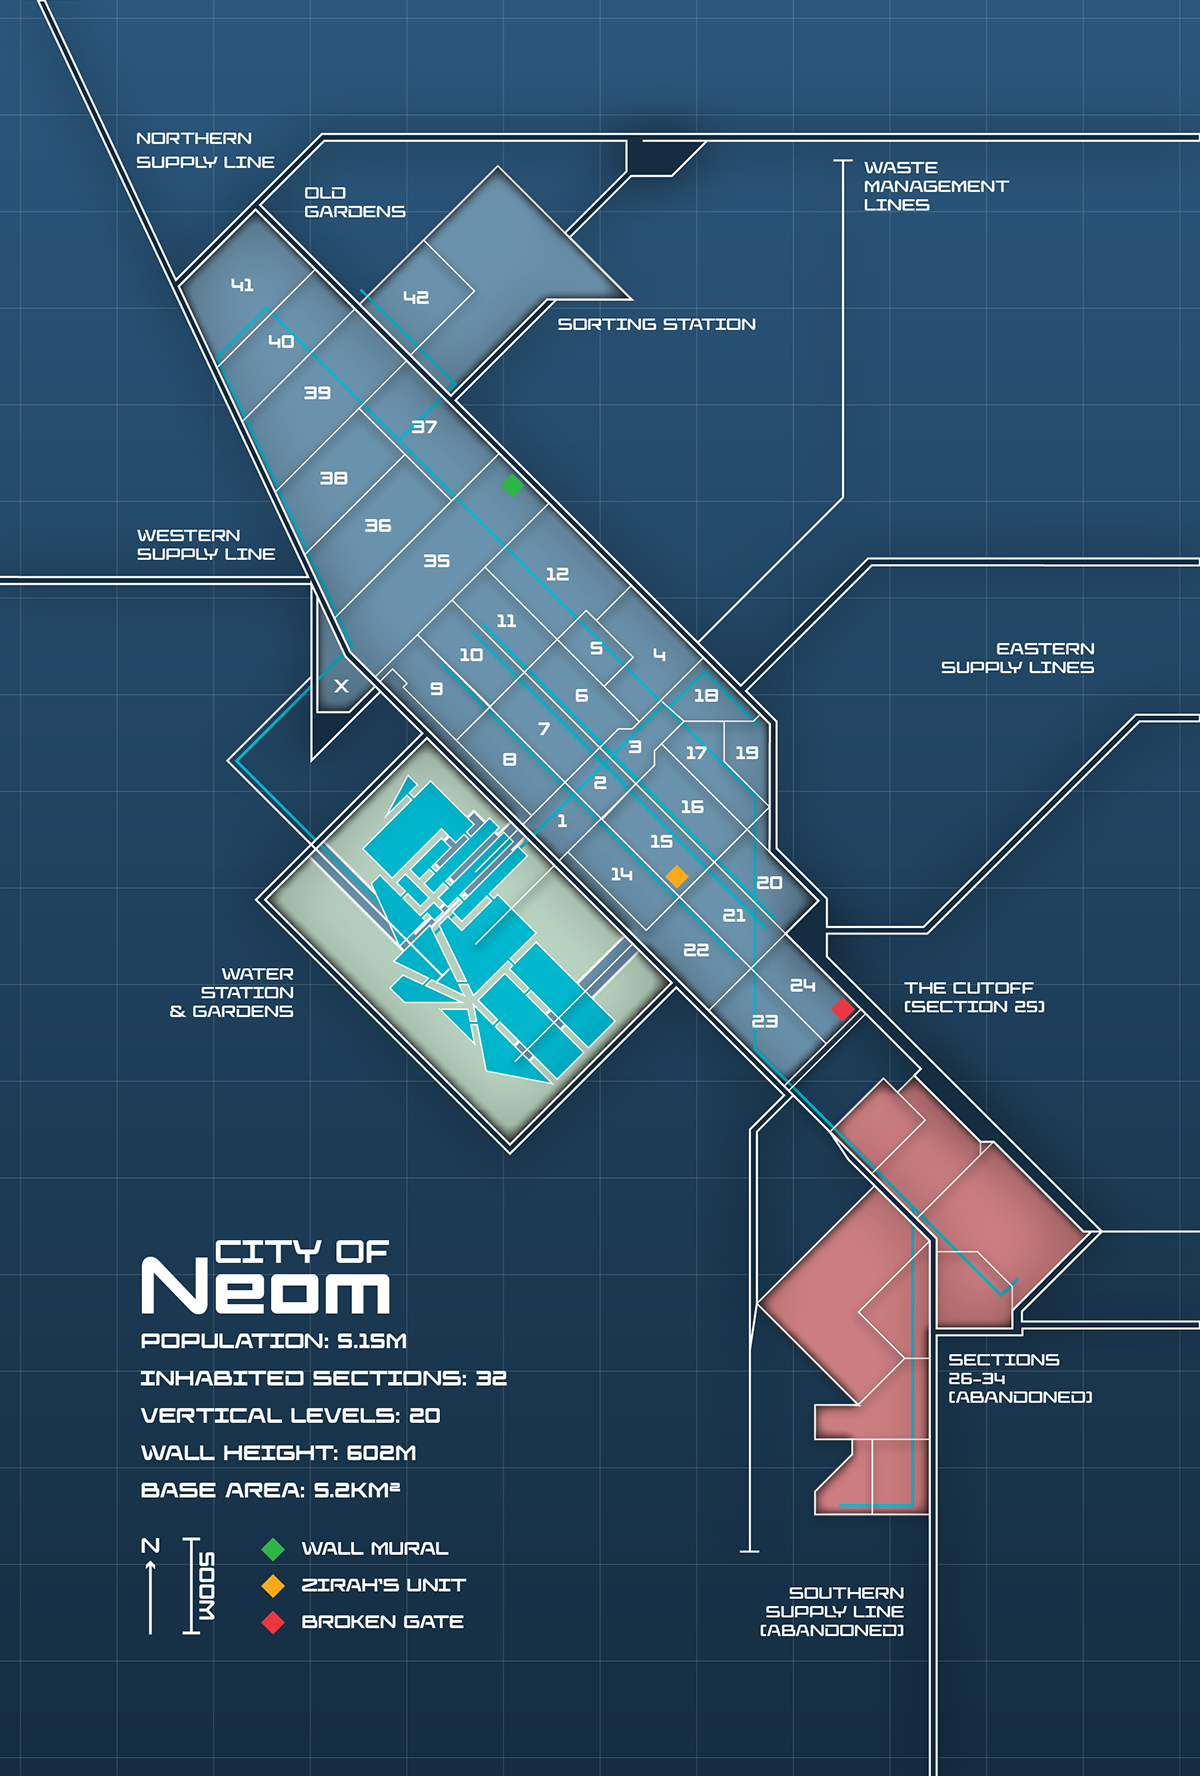 NORTHERN
SUPPLY LINE
OLD
GARDENS
WASTE
MANAGEMENT
LINES
41
42
SORTING STATION
40
39
37
38
36
WESTERN
SUPPLY LINE
35
12
11
5
4
EASTERN
SUPPLY LINES
10
X
9
6
18
7
3
17
19
8
2
16
1
15
14
20
21
22
WATER
STATION
& GARDENS
24
THE CUTOFF
(SECTION 25)
23
CITY OF
Neom
POPULATION: 5.15M
INHABITED SECTIONS: 32
VERTICAL LEVELS: 20
WALL HEIGHT: 602M
BASE AREA: 5.2KM²
SECTIONS
26-34
(ABANDONED)
N
500M
WALL MURAL
ZIRAH'S UNIT
BROKEN GATE
SOUTHERN
SUPPLY LINE
(ABANDONED)